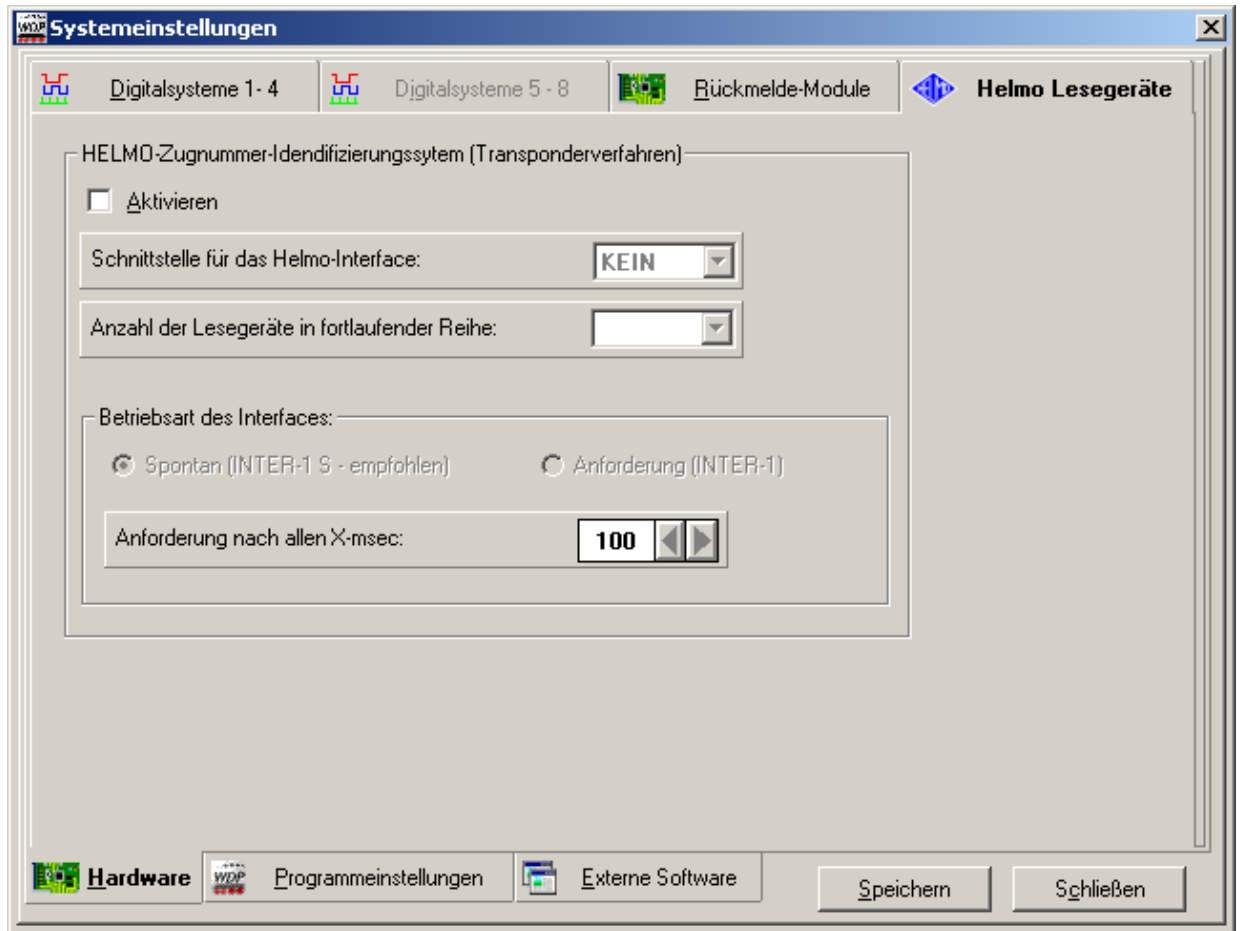 WDP Systemeinstellungen
Digitalsysteme 1- 4 Digitalsysteme 5 - 8 Rückmelde-Module Helmo Lesegeräte
HELMO-Zugnummer-Idendifizierungssytem (Transponderverfahren)
Aktivieren
Schnittstelle für das Helmo-Interface: KEIN
Anzahl der Lesegeräte in fortlaufender Reihe:
Betriebsart des Interfaces:
Spontan (INTER-1 S - empfohlen) Anforderung (INTER-1)
Anforderung nach allen X-msec: 100
Hardware WDP Programmeinstellungen Externe Software Speichern Schließen